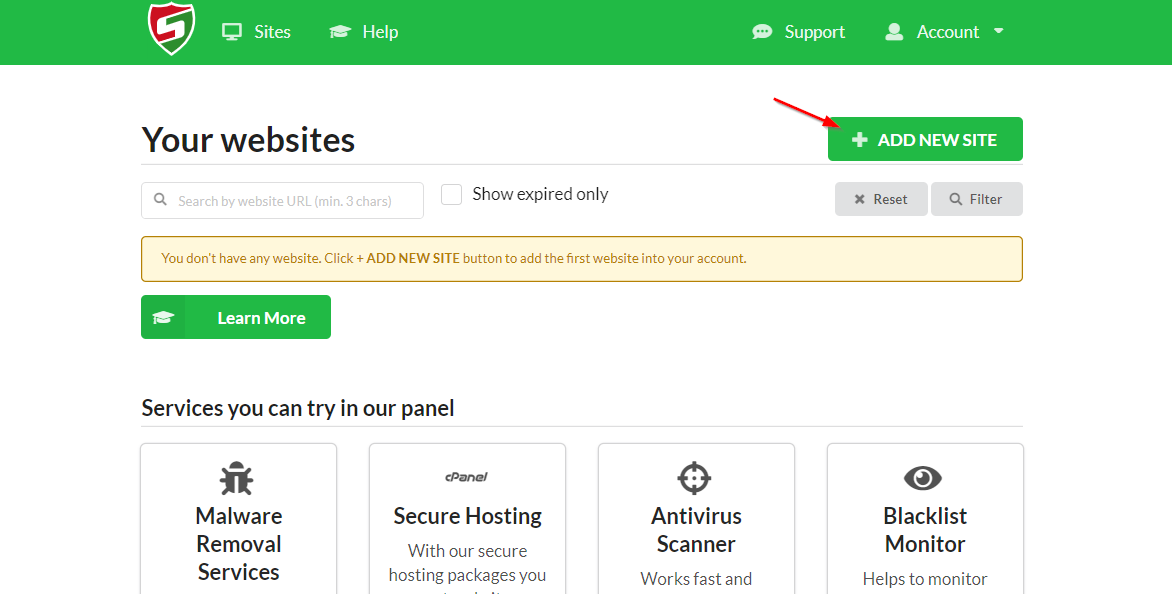 Sites
Help
Support
Account
Your websites
ADD NEW SITE
Search by website URL (min. 3 chars)
Show expired only
Reset
Filter
You don't have any website. Click + ADD NEW SITE button to add the first website into your account.
Learn More
Services you can try in our panel
Malware
Removal
Services
cPanel
Secure Hosting
With our secure
hosting packages you
Antivirus
Scanner
Works fast and
Blacklist
Monitor
Helps to monitor